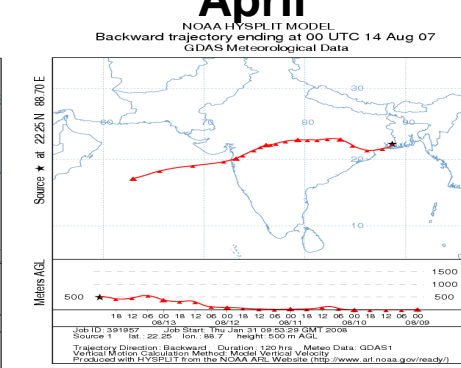 April
NOAA HYSPLIT MODEL
Backward trajectory ending at 00 UTC 14 Aug 07
GDAS Meteorological Data
Source ★ at 22.25 N 88.70 E
30
60 70 90
20
10
Meters AGL
1500
1000
500 500
18 12 06 00 18 12 06 00 18 12 06 00 18 12 06 00 18 12 06 00
08/13 08/12 08/11 08/10 08/09
Job ID: 391957 Job Start: Thu Jan 31 09:53:29 GMT 2008
Source 1 lat.: 22.25 lon.: 88.7 height: 500 m AGL
Trajectory Direction: Backward Duration: 120 hrs Meteo Data: GDAS1
Vertical Motion Calculation Method: Model Vertical Velocity
Produced with HYSPLIT from the NOAA ARL Website (http://www.arl.noaa.gov/ready/)